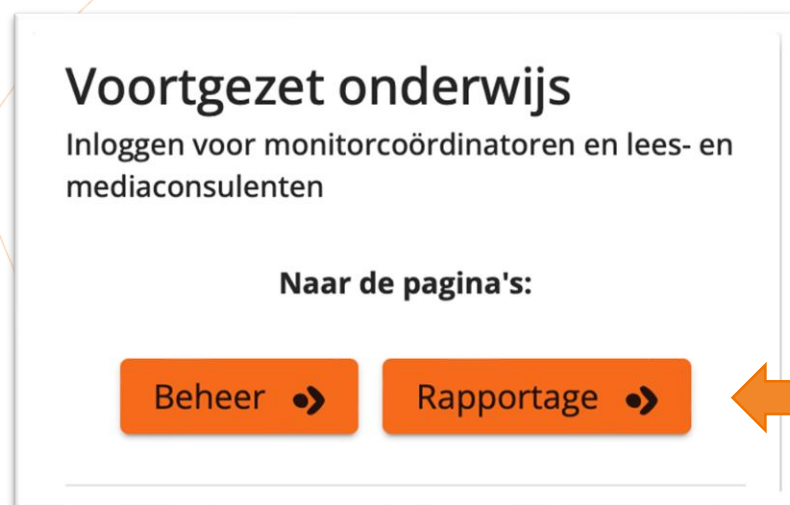 Voortgezet onderwijs
Inloggen voor monitorcoördinatoren en lees- en
mediaconsulenten
Naar de pagina's:
Beheer
Rapportage